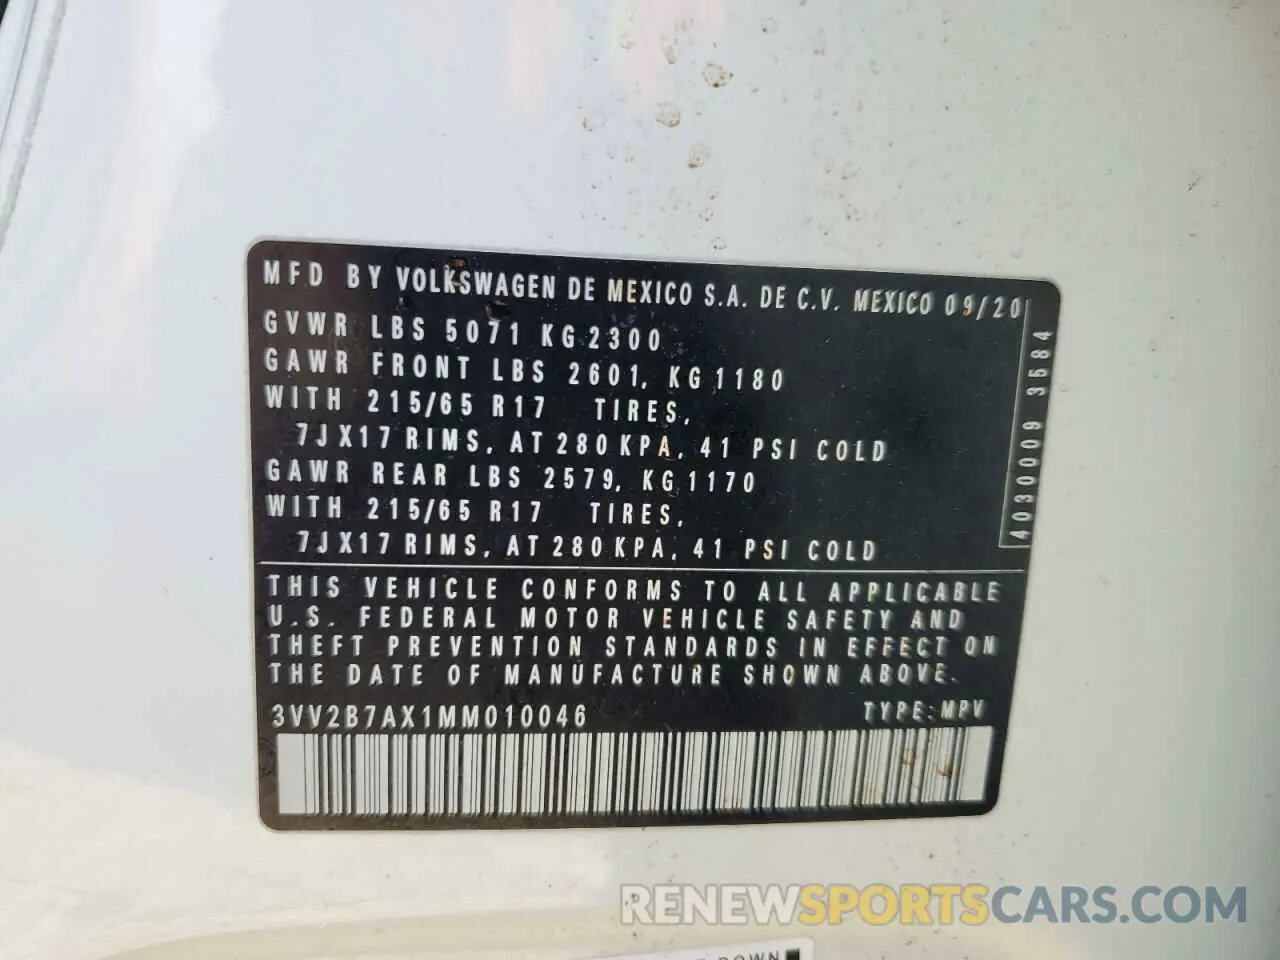 MFD BY VOLKSWAGEN DE MEXICO S.A. DE C.V. MEXICO 09/20
GVWR LBS 5071 KG 2300
GAWR FRONT LBS 2601, KG 1180
WITH 215/65 R17 TIRES,
7JX17 RIMS, AT 280 KPA, 41 PSI COLD
GAWR REAR LBS 2579, KG 1170
WITH 215/65 R17 TIRES,
7JX17 RIMS, AT 280 KPA, 41 PSI COLD
4030009 3584
THIS VEHICLE CONFORMS TO ALL APPLICABLE
U.S. FEDERAL MOTOR VEHICLE SAFETY AND
THEFT PREVENTION STANDARDS IN EFFECT ON
THE DATE OF MANUFACTURE SHOWN ABOVE.
3VV2B7AX1MM010046 TYPE: MPV
RENEWSPORTSCARS.COM
DOWN